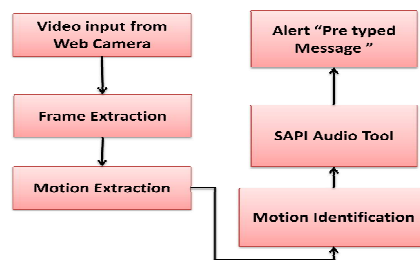 Video input from
Web Camera
Frame Extraction
Motion Extraction
Motion Identification
SAPI Audio Tool
Alert “Pre typed
Message ”